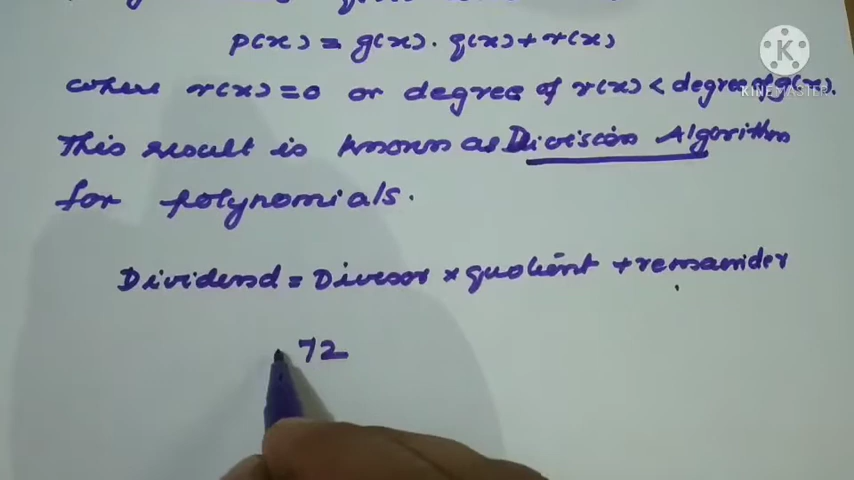 p(x) = g(x). q(x)+r(x)
where r(x)=0 or degree of r(x) < degree of g(x).
This result is known as Division Algorithm
for polynomials.
Dividend = Divisor × quotient + remainder
72
K
KINEMASTER